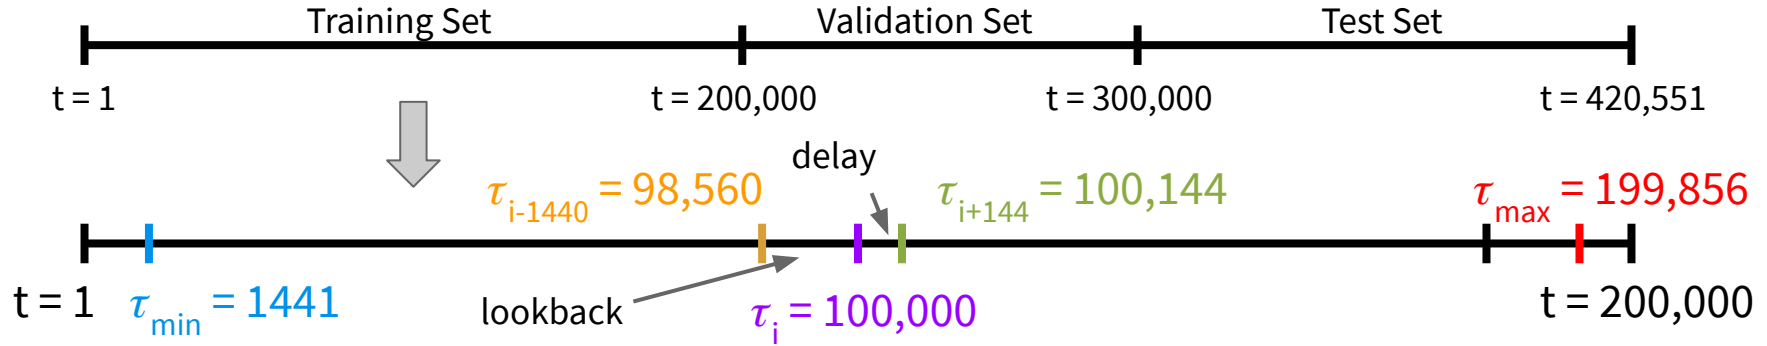 Training Set Validation Set Test Set
t = 1 t = 200,000 t = 300,000 t = 420,551
delay
τi-1440 = 98,560 τi+144 = 100,144 τmax = 199,856
t = 1 τmin = 1441 lookback τi = 100,000 t = 200,000